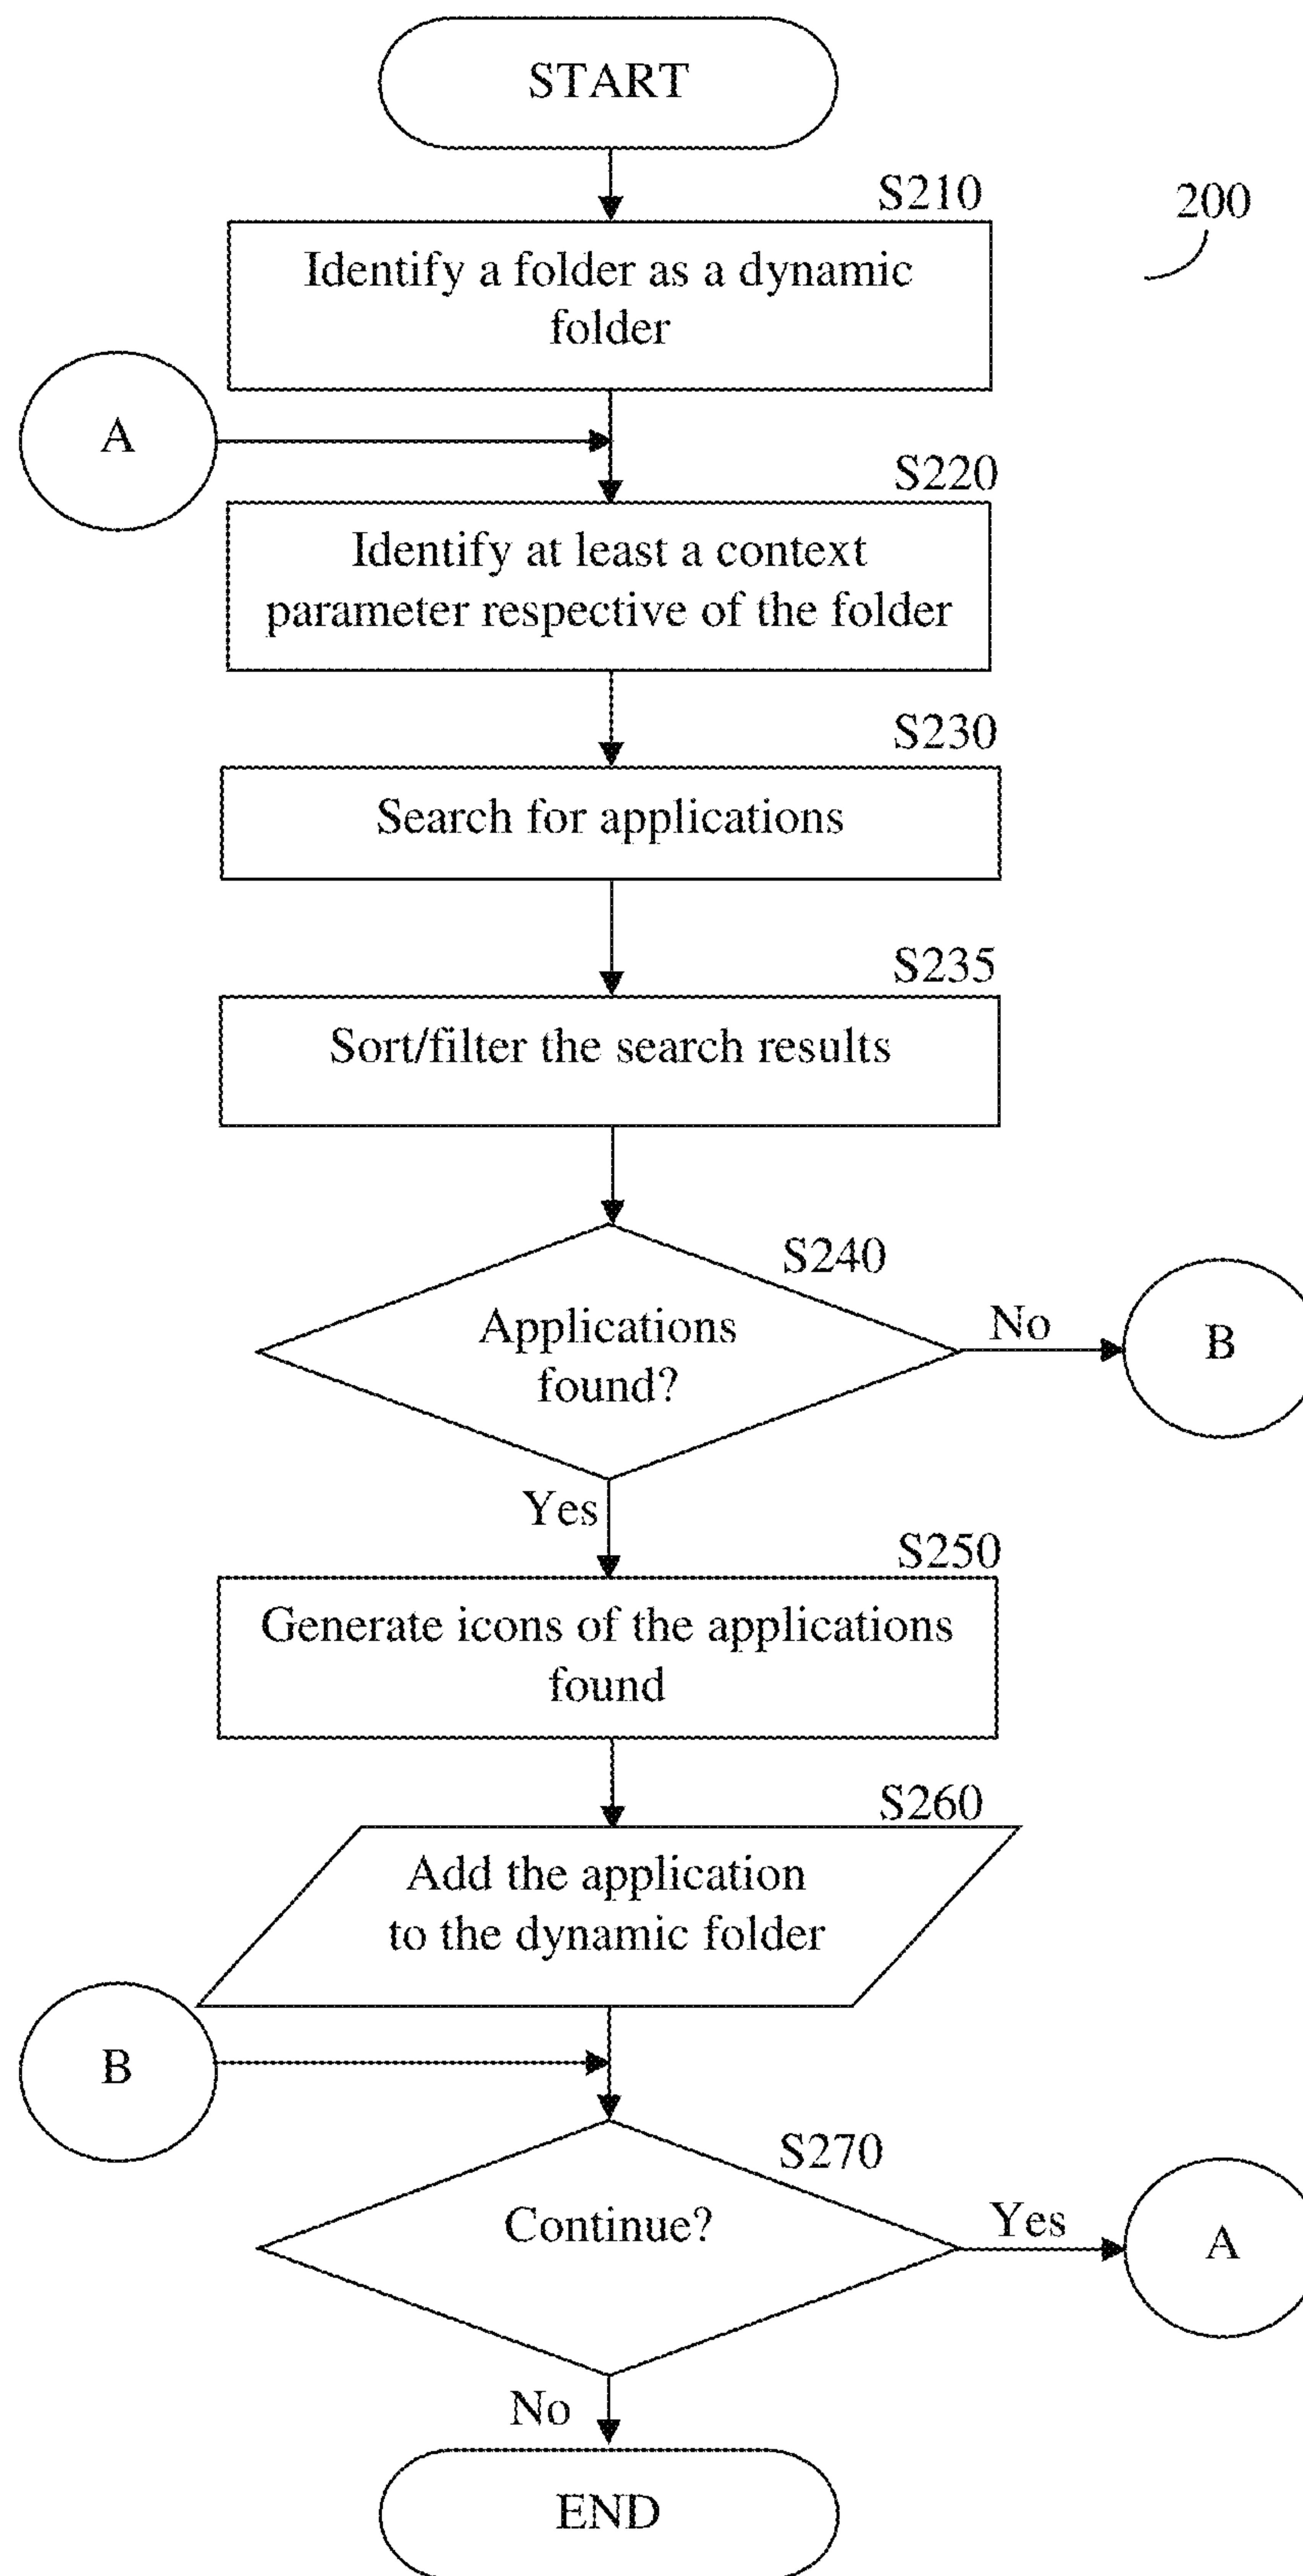 START
S210
200
Identify a folder as a dynamic
folder
A
S220
Identify at least a context
parameter respective of the folder
S230
Search for applications
S235
Sort/filter the search results
S240
Applications
found?
No
B
Yes
S250
Generate icons of the applications
found
S260
Add the application
to the dynamic folder
B
S270
Continue?
Yes
A
No
END